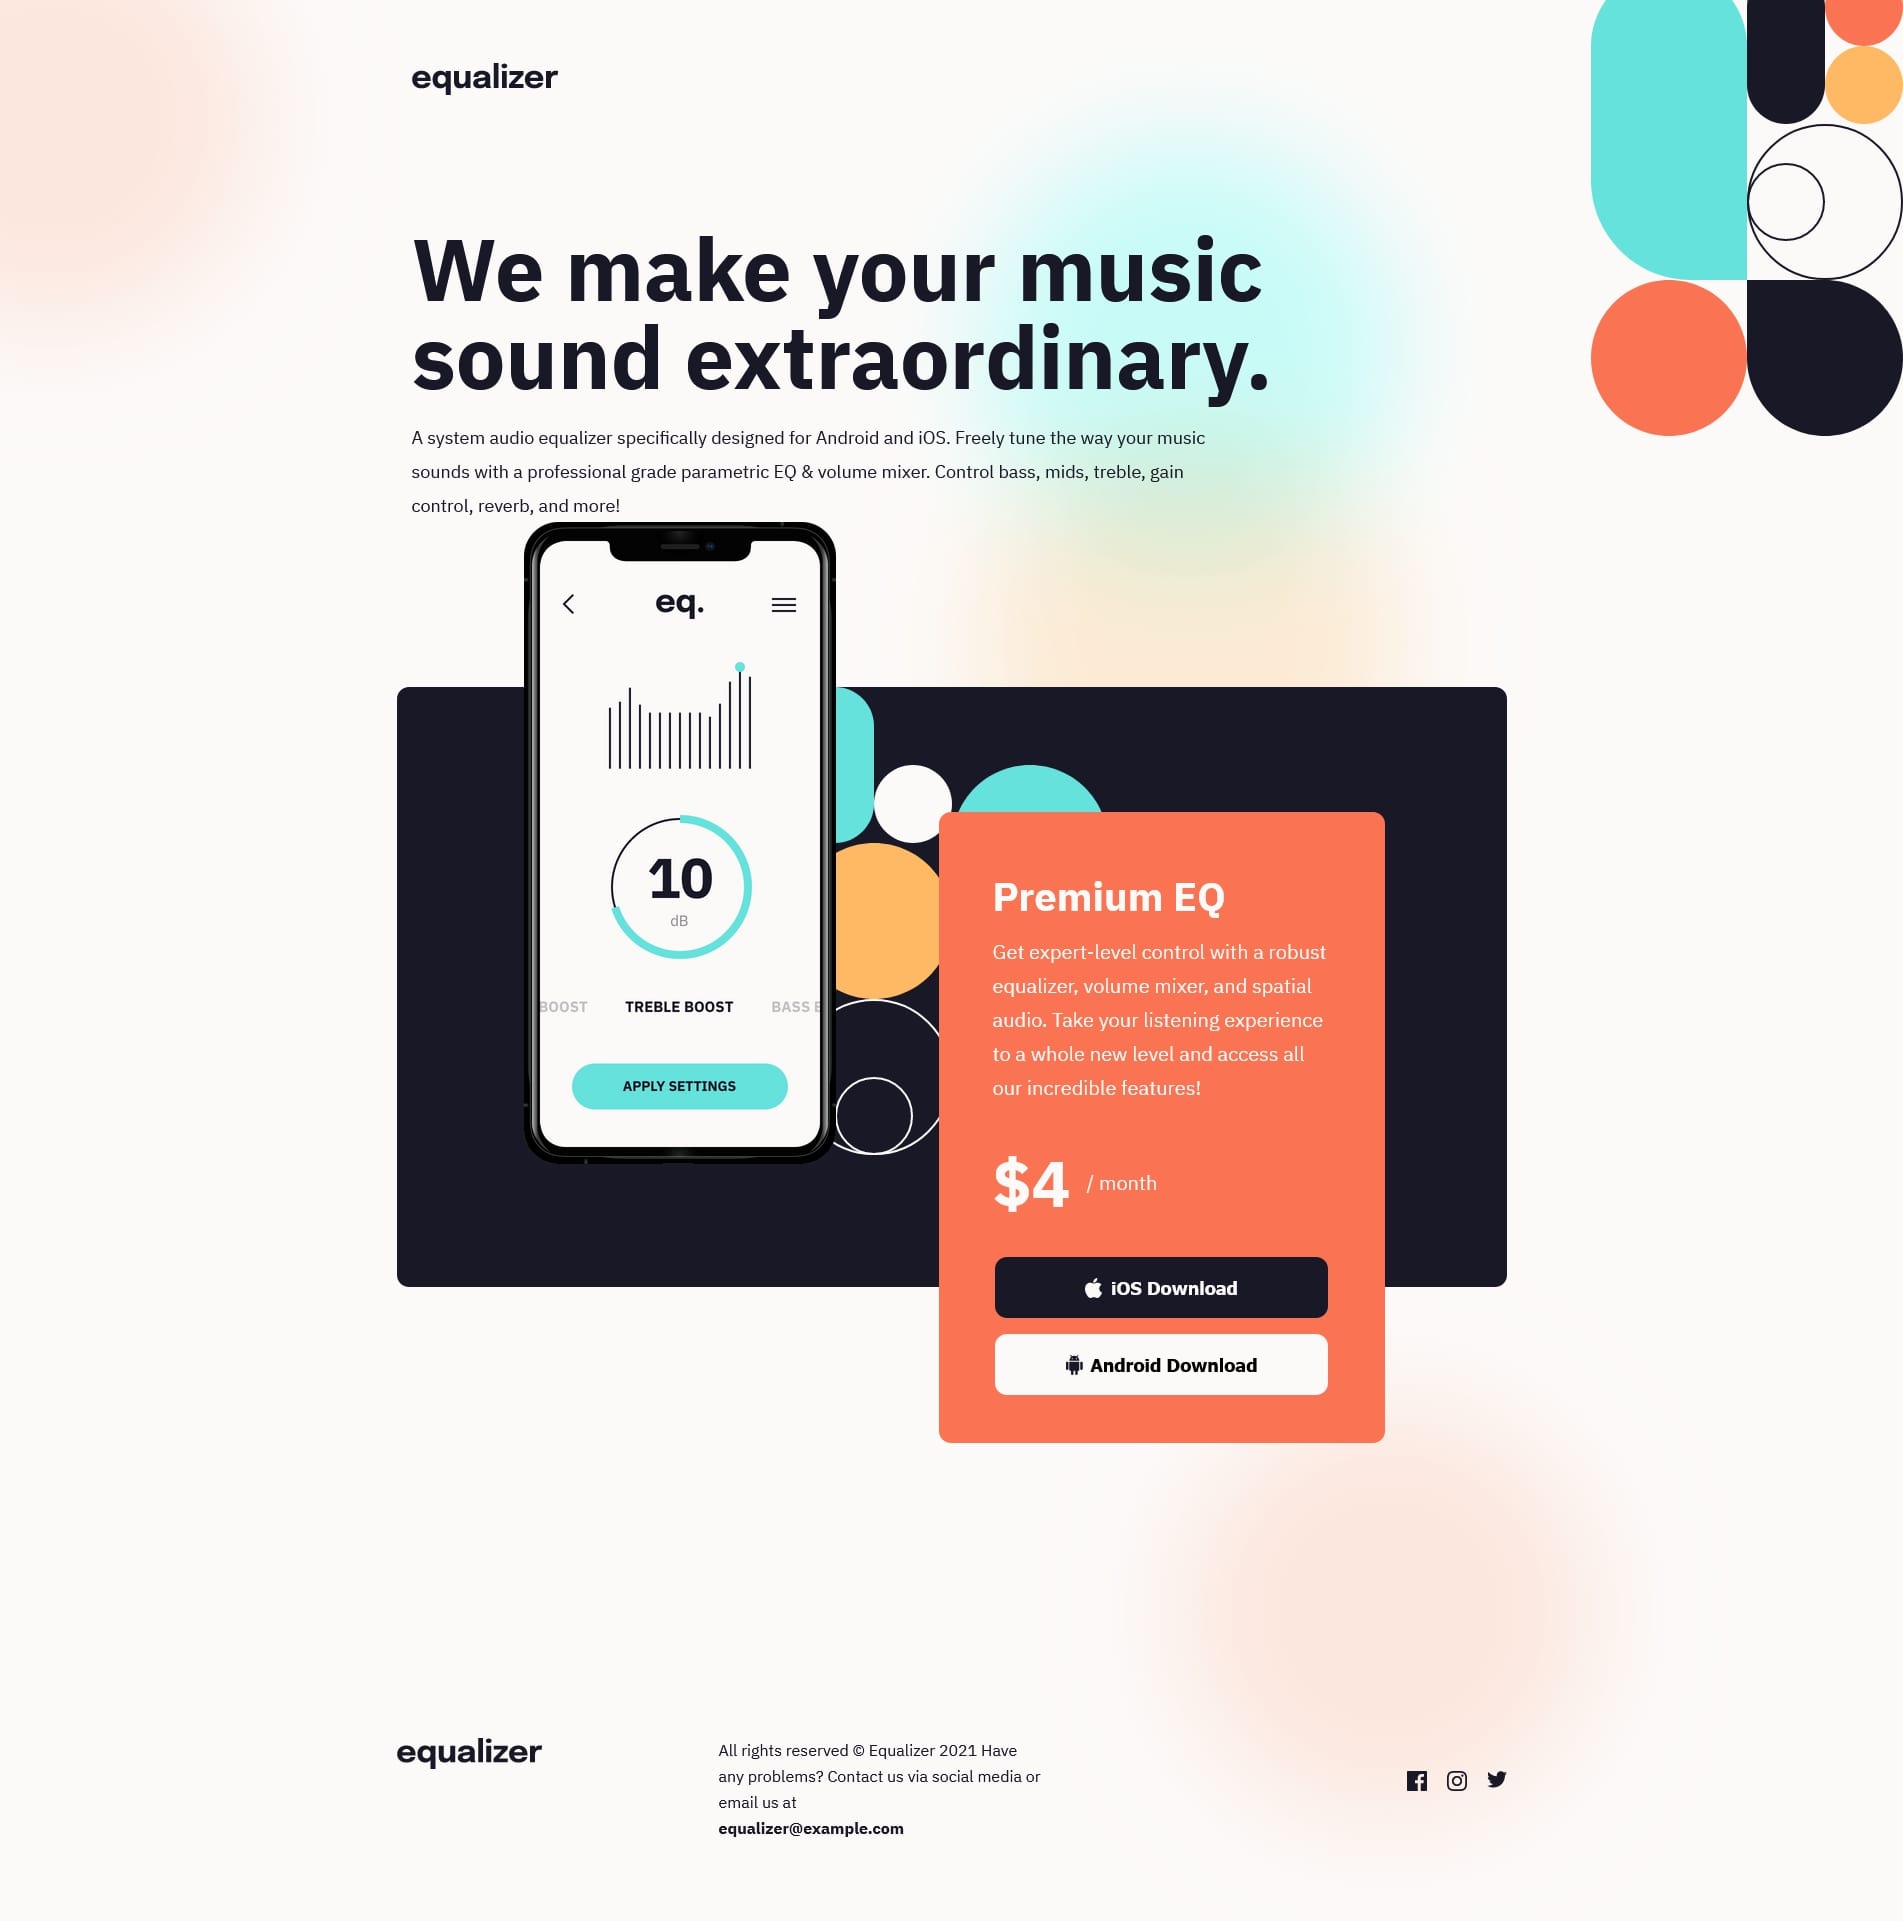 equalizer
We make your music
sound extraordinary.
A system audio equalizer specifically designed for Android and iOS. Freely tune the way your music
sounds with a professional grade parametric EQ & volume mixer. Control bass, mids, treble, gain
control, reverb, and more!
eq.
10
dB
BOOST TREBLE BOOST BASS B
APPLY SETTINGS
Premium EQ
Get expert-level control with a robust
equalizer, volume mixer, and spatial
audio. Take your listening experience
to a whole new level and access all
our incredible features!
$4 / month
iOS Download
Android Download
equalizer
All rights reserved © Equalizer 2021 Have
any problems? Contact us via social media or
email us at
equalizer@example.com